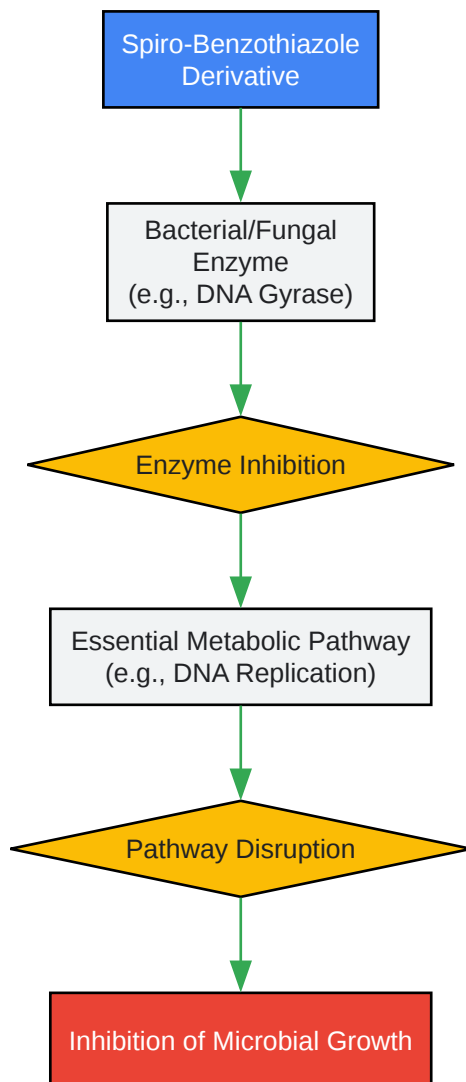 Spiro-Benzothiazole
Derivative
Bacterial/Fungal
Enzyme
(e.g., DNA Gyrase)
Enzyme Inhibition
Essential Metabolic Pathway
(e.g., DNA Replication)
Pathway Disruption
Inhibition of Microbial Growth